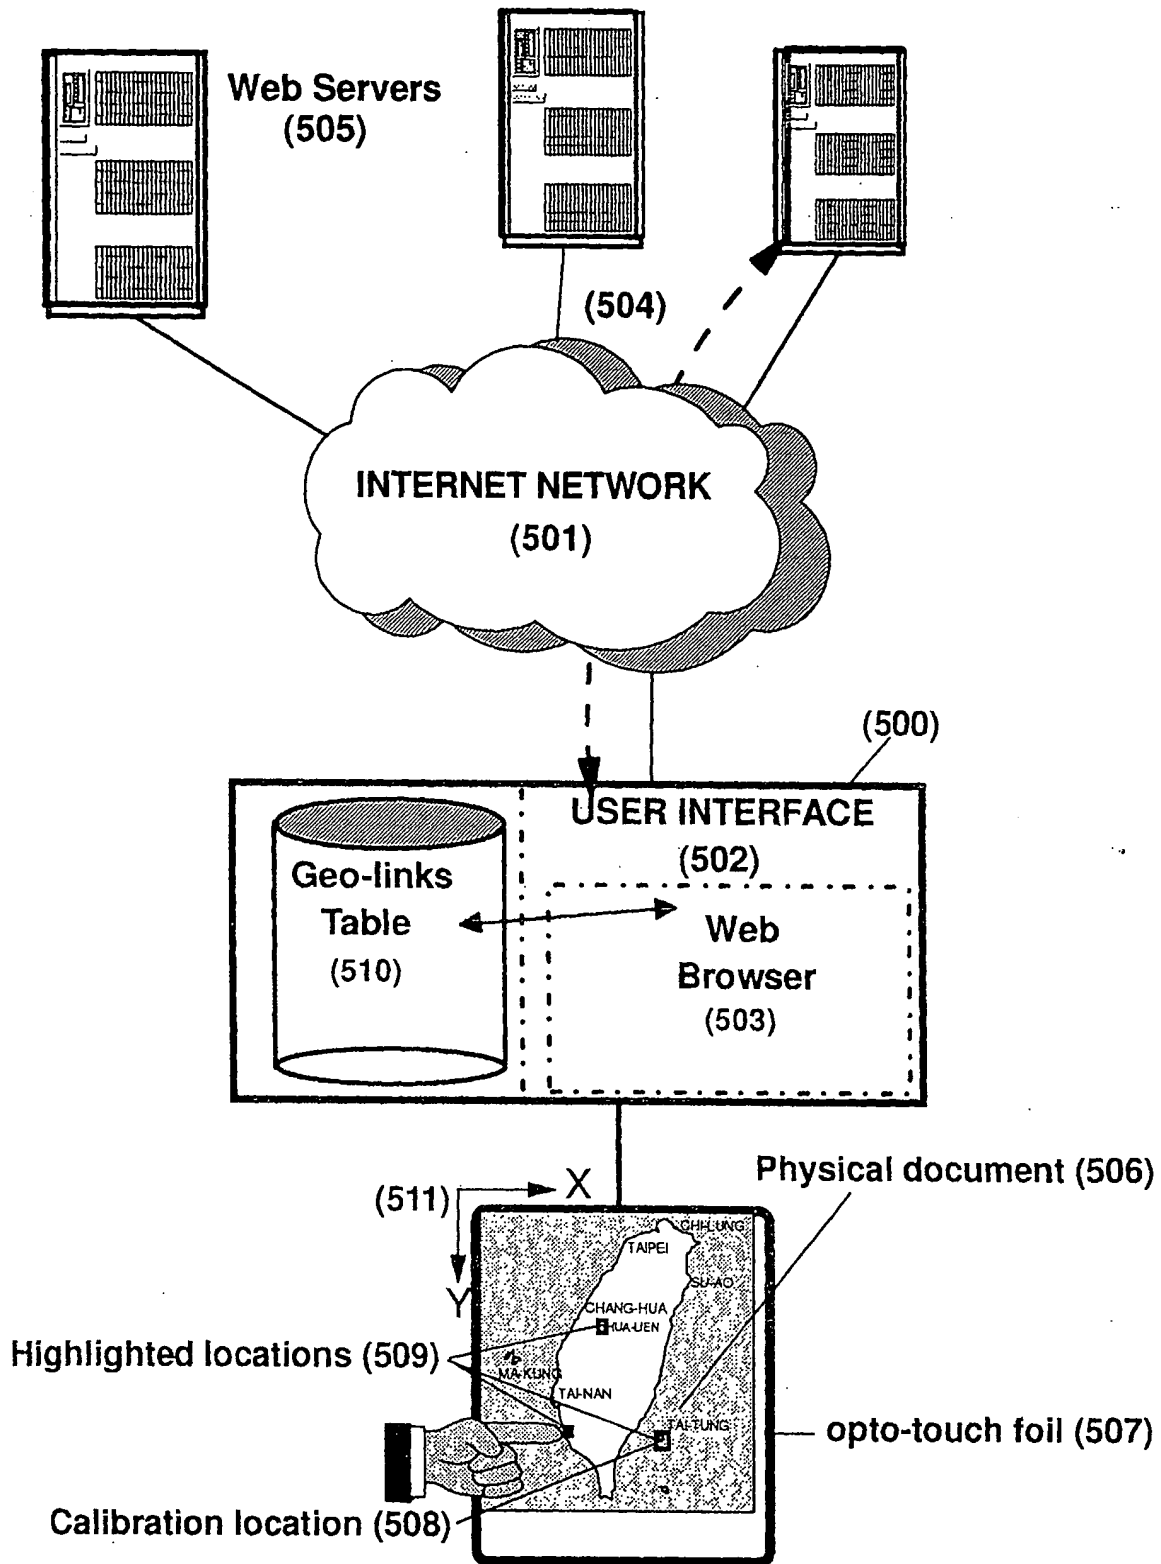 Web Servers
(505)
(504)
INTERNET NETWORK
(501)
(500)
USER INTERFACE
(502)
Geo-links
Table
(510)
Web
Browser
(503)
Physical document (506)
(511)
X
Y
CHI-LUNG
TAIPEI
SU-AO
CHANG-HUA
HUA-LIEN
Highlighted locations (509)
MA-KUNG
TAI-NAN
TAI-TUNG
opto-touch foil (507)
Calibration location (508)